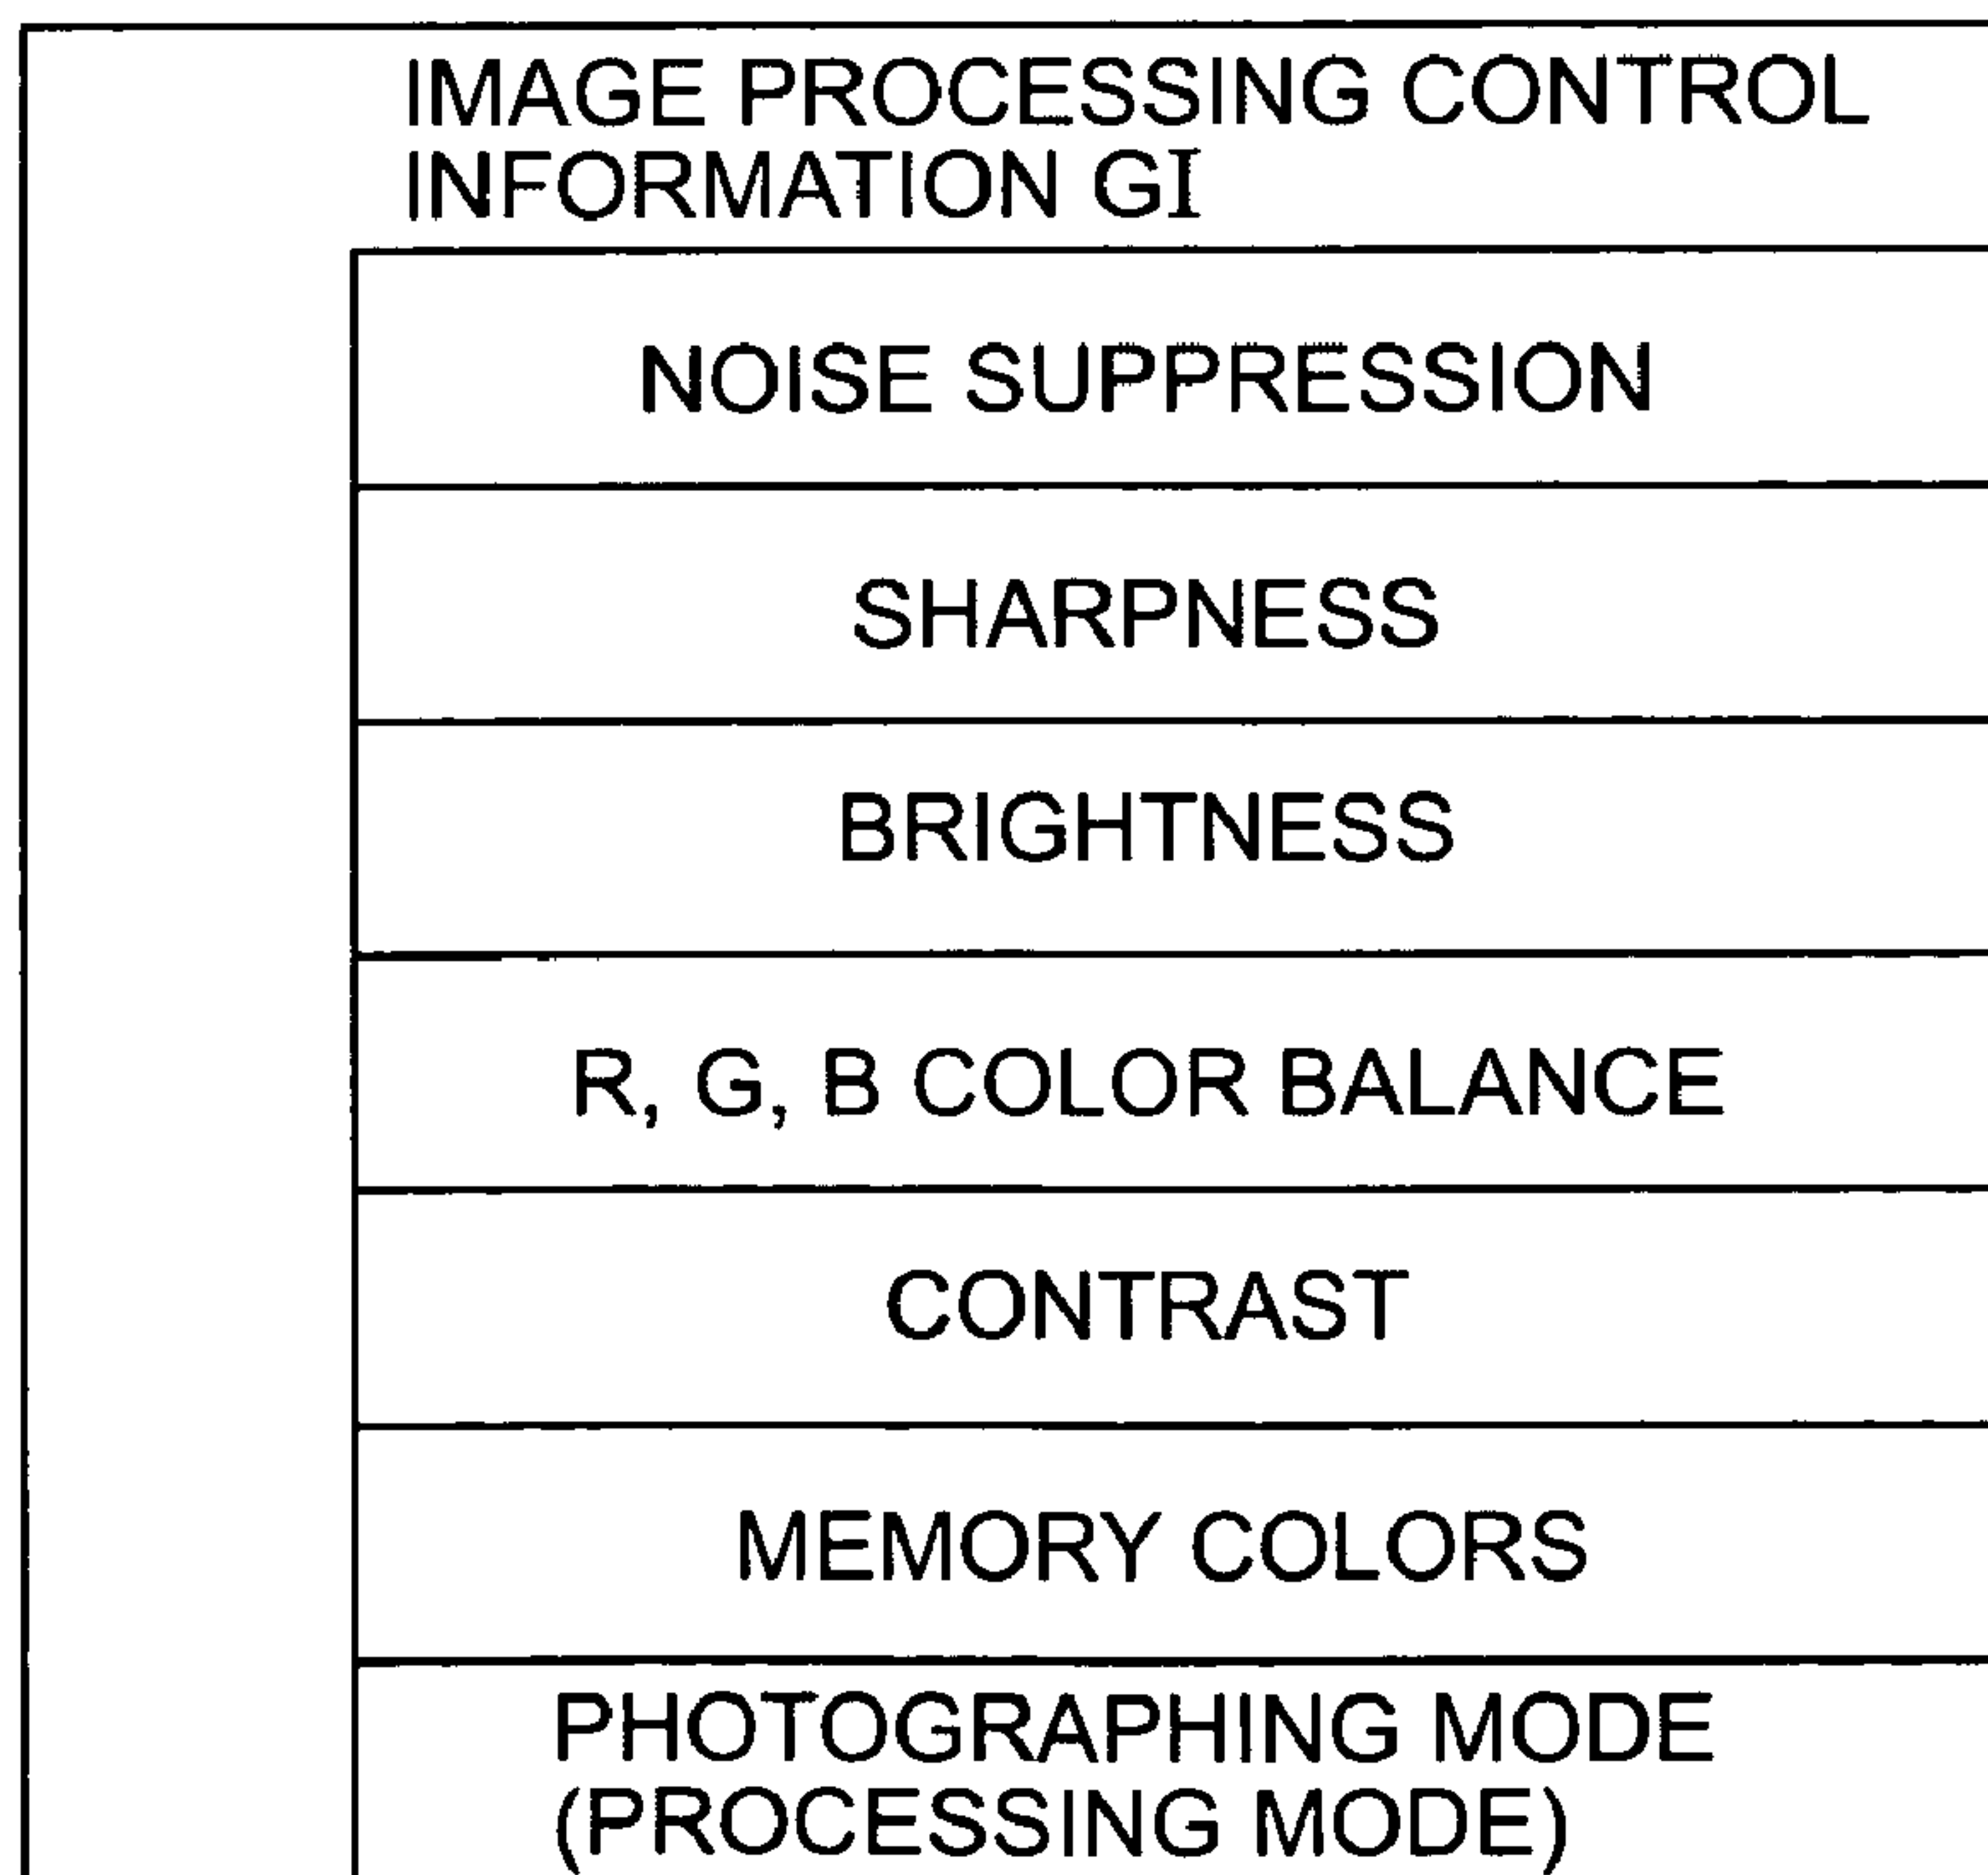 IMAGE PROCESSING CONTROL
INFORMATION GI
NOISE SUPPRESSION
SHARPNESS
BRIGHTNESS
R, G, B COLOR BALANCE
CONTRAST
MEMORY COLORS
PHOTOGRAPHING MODE
(PROCESSING MODE)